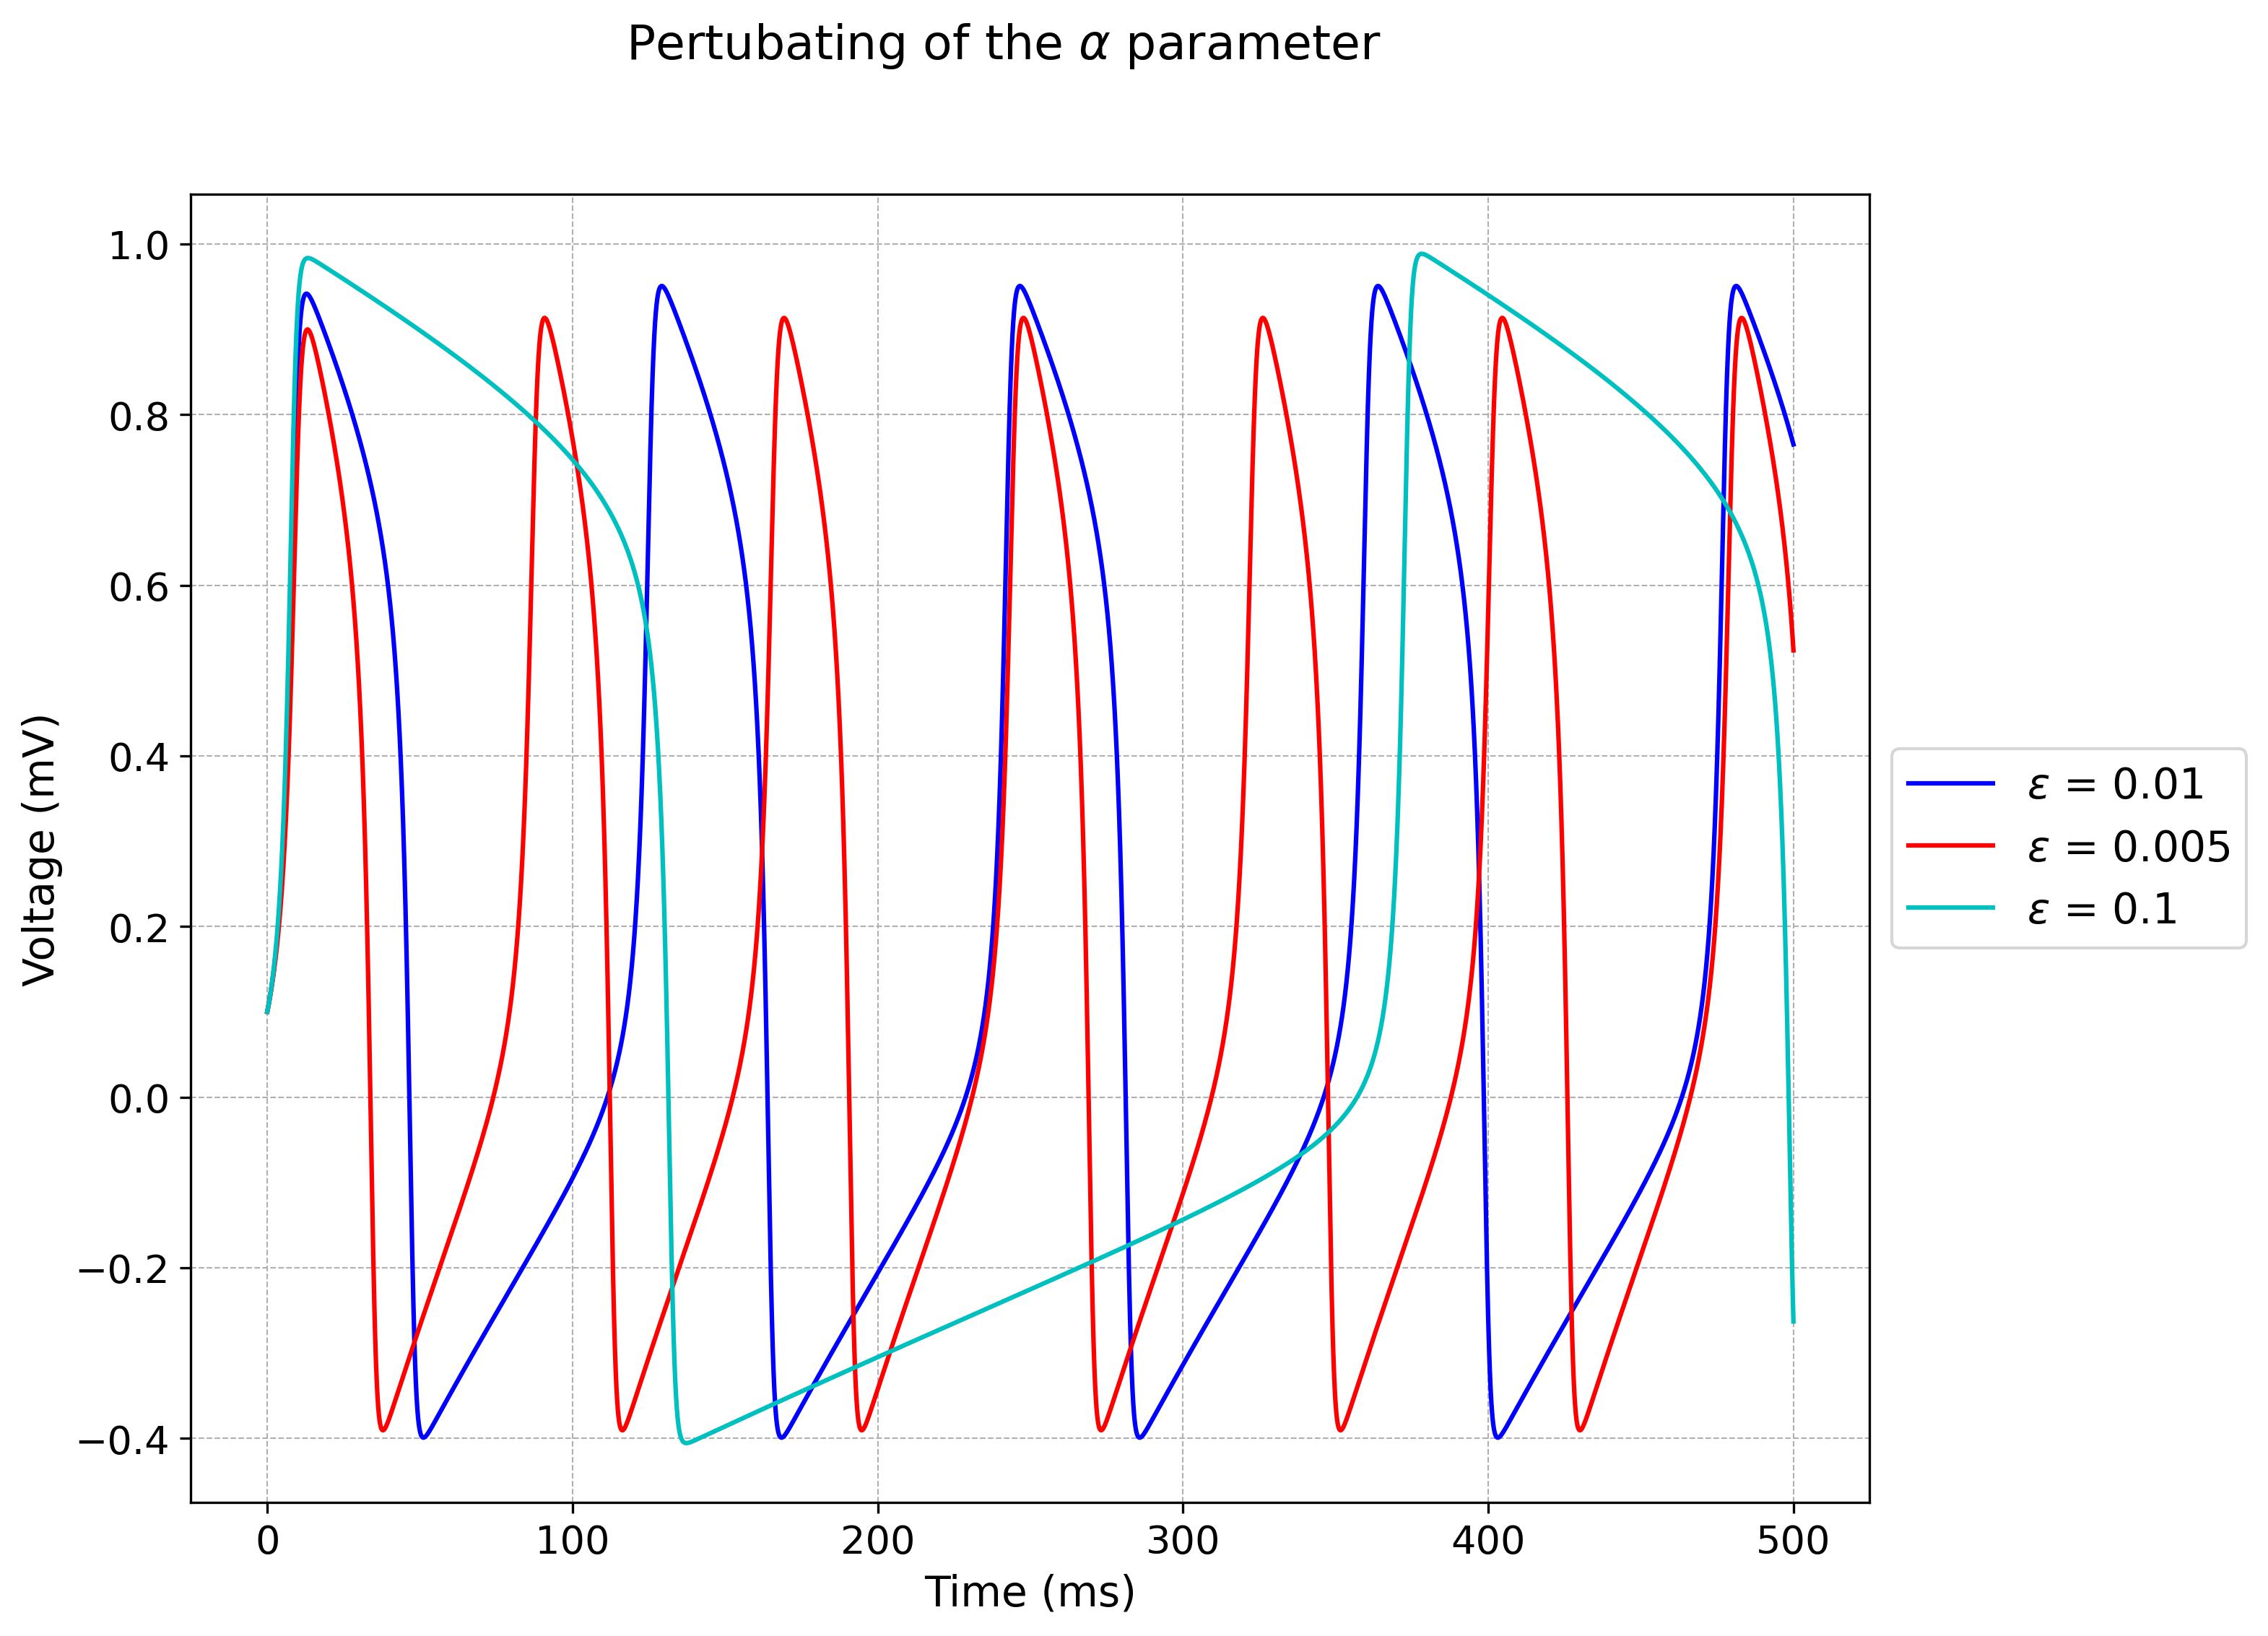 Pertubating of the α parameter
1.0
0.8
0.6
0.4
0.2
0.0
−0.2
−0.4
Voltage (mV)
0 100 200 300 400 500
Time (ms)
ε = 0.01
ε = 0.005
ε = 0.1